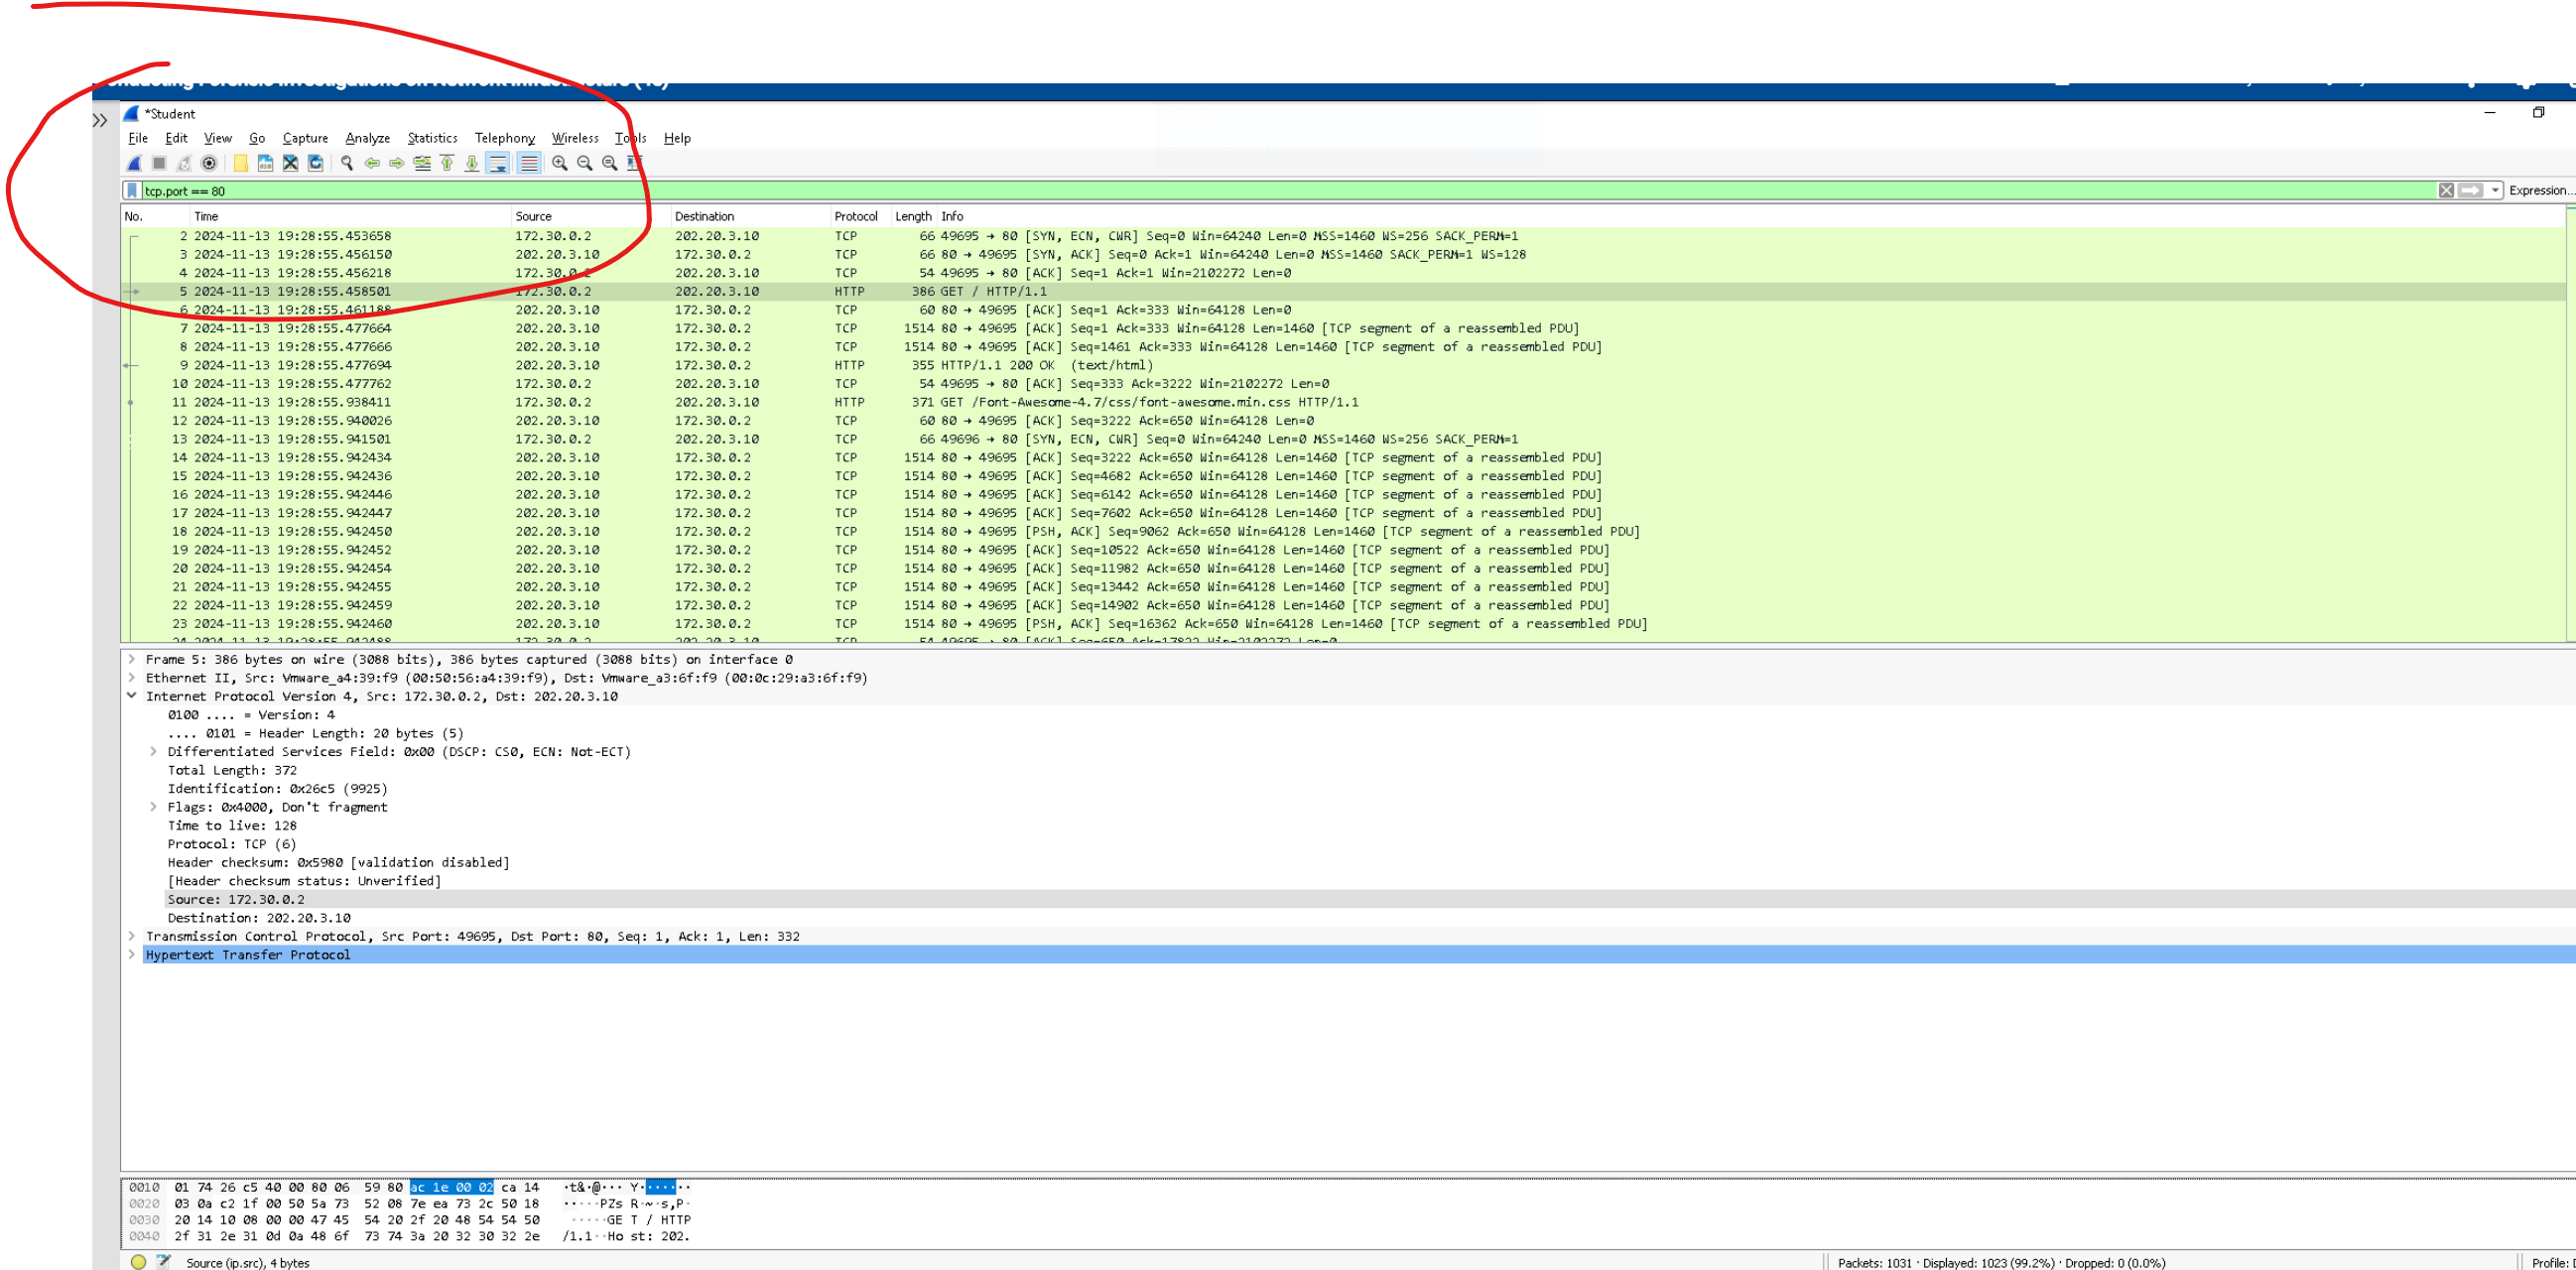 *Student
File Edit View Go Capture Analyze Statistics Telephony Wireless Tools Help
tcp.port == 80 Expression...
No. Time Source Destination Protocol Length Info
2 2024-11-13 19:28:55.453658 172.30.0.2 202.20.3.10 TCP 66 49695 → 80 [SYN, ECN, CWR] Seq=0 Win=64240 Len=0 MSS=1460 WS=256 SACK_PERM=1
3 2024-11-13 19:28:55.456150 202.20.3.10 172.30.0.2 TCP 66 80 → 49695 [SYN, ACK] Seq=0 Ack=1 Win=64240 Len=0 MSS=1460 SACK_PERM=1 WS=128
4 2024-11-13 19:28:55.456218 172.30.0.2 202.20.3.10 TCP 54 49695 → 80 [ACK] Seq=1 Ack=1 Win=2102272 Len=0
5 2024-11-13 19:28:55.458501 172.30.0.2 202.20.3.10 HTTP 386 GET / HTTP/1.1
6 2024-11-13 19:28:55.461188 202.20.3.10 172.30.0.2 TCP 60 80 → 49695 [ACK] Seq=1 Ack=333 Win=64128 Len=0
7 2024-11-13 19:28:55.477664 202.20.3.10 172.30.0.2 TCP 1514 80 → 49695 [ACK] Seq=1 Ack=333 Win=64128 Len=1460 [TCP segment of a reassembled PDU]
8 2024-11-13 19:28:55.477666 202.20.3.10 172.30.0.2 TCP 1514 80 → 49695 [ACK] Seq=1461 Ack=333 Win=64128 Len=1460 [TCP segment of a reassembled PDU]
9 2024-11-13 19:28:55.477694 202.20.3.10 172.30.0.2 HTTP 355 HTTP/1.1 200 OK (text/html)
10 2024-11-13 19:28:55.477762 172.30.0.2 202.20.3.10 TCP 54 49695 → 80 [ACK] Seq=333 Ack=3222 Win=2102272 Len=0
11 2024-11-13 19:28:55.938411 172.30.0.2 202.20.3.10 HTTP 371 GET /Font-Awesome-4.7/css/font-awesome.min.css HTTP/1.1
12 2024-11-13 19:28:55.940026 202.20.3.10 172.30.0.2 TCP 60 80 → 49695 [ACK] Seq=3222 Ack=650 Win=64128 Len=0
13 2024-11-13 19:28:55.941501 172.30.0.2 202.20.3.10 TCP 66 49696 → 80 [SYN, ECN, CWR] Seq=0 Win=64240 Len=0 MSS=1460 WS=256 SACK_PERM=1
14 2024-11-13 19:28:55.942434 202.20.3.10 172.30.0.2 TCP 1514 80 → 49695 [ACK] Seq=3222 Ack=650 Win=64128 Len=1460 [TCP segment of a reassembled PDU]
15 2024-11-13 19:28:55.942436 202.20.3.10 172.30.0.2 TCP 1514 80 → 49695 [ACK] Seq=4682 Ack=650 Win=64128 Len=1460 [TCP segment of a reassembled PDU]
16 2024-11-13 19:28:55.942446 202.20.3.10 172.30.0.2 TCP 1514 80 → 49695 [ACK] Seq=6142 Ack=650 Win=64128 Len=1460 [TCP segment of a reassembled PDU]
17 2024-11-13 19:28:55.942447 202.20.3.10 172.30.0.2 TCP 1514 80 → 49695 [ACK] Seq=7602 Ack=650 Win=64128 Len=1460 [TCP segment of a reassembled PDU]
18 2024-11-13 19:28:55.942450 202.20.3.10 172.30.0.2 TCP 1514 80 → 49695 [PSH, ACK] Seq=9062 Ack=650 Win=64128 Len=1460 [TCP segment of a reassembled PDU]
19 2024-11-13 19:28:55.942452 202.20.3.10 172.30.0.2 TCP 1514 80 → 49695 [ACK] Seq=10522 Ack=650 Win=64128 Len=1460 [TCP segment of a reassembled PDU]
20 2024-11-13 19:28:55.942454 202.20.3.10 172.30.0.2 TCP 1514 80 → 49695 [ACK] Seq=11982 Ack=650 Win=64128 Len=1460 [TCP segment of a reassembled PDU]
21 2024-11-13 19:28:55.942455 202.20.3.10 172.30.0.2 TCP 1514 80 → 49695 [ACK] Seq=13442 Ack=650 Win=64128 Len=1460 [TCP segment of a reassembled PDU]
22 2024-11-13 19:28:55.942459 202.20.3.10 172.30.0.2 TCP 1514 80 → 49695 [ACK] Seq=14902 Ack=650 Win=64128 Len=1460 [TCP segment of a reassembled PDU]
23 2024-11-13 19:28:55.942460 202.20.3.10 172.30.0.2 TCP 1514 80 → 49695 [PSH, ACK] Seq=16362 Ack=650 Win=64128 Len=1460 [TCP segment of a reassembled PDU]
Frame 5: 386 bytes on wire (3088 bits), 386 bytes captured (3088 bits) on interface 0
Ethernet II, Src: Vmware_a4:39:f9 (00:50:56:a4:39:f9), Dst: Vmware_a3:6f:f9 (00:0c:29:a3:6f:f9)
Internet Protocol Version 4, Src: 172.30.0.2, Dst: 202.20.3.10
0100 .... = Version: 4
.... 0101 = Header Length: 20 bytes (5)
Differentiated Services Field: 0x00 (DSCP: CS0, ECN: Not-ECT)
Total Length: 372
Identification: 0x26c5 (9925)
Flags: 0x4000, Don't fragment
Time to live: 128
Protocol: TCP (6)
Header checksum: 0x5980 [validation disabled]
[Header checksum status: Unverified]
Source: 172.30.0.2
Destination: 202.20.3.10
Transmission Control Protocol, Src Port: 49695, Dst Port: 80, Seq: 1, Ack: 1, Len: 332
Hypertext Transfer Protocol
0010 01 74 26 c5 40 00 80 06 59 80 ac 1e 00 02 ca 14 ·t&·@··· Y·······
0020 03 0a c2 1f 00 50 5a 73 52 08 7e ea 73 2c 50 18 ·····PZs R·~·s,P·
0030 20 14 10 08 00 00 47 45 54 20 2f 20 48 54 54 50 ·····GE T / HTTP
0040 2f 31 2e 31 0d 0a 48 6f 73 74 3a 20 32 30 32 2e /1.1··Ho st: 202.
Source (ip.src), 4 bytes Packets: 1031 · Displayed: 1023 (99.2%) · Dropped: 0 (0.0%) Profile: